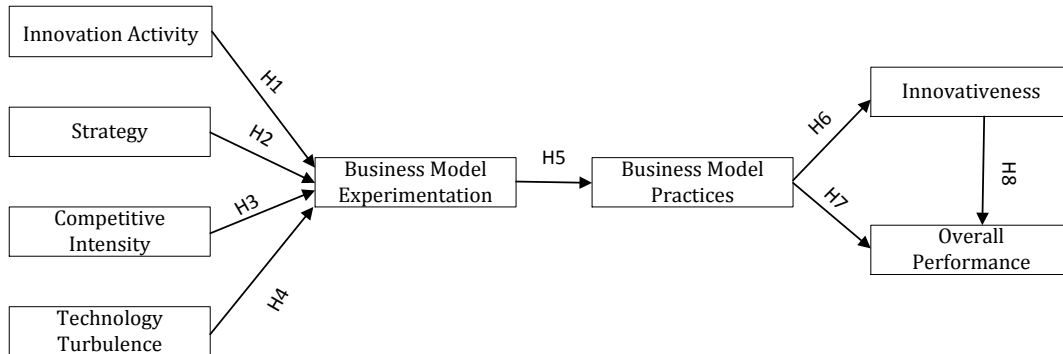 Innovation Activity
H1
Strategy
H2
Competitive
Intensity
H3
Technology
Turbulence
H4
Business Model
Experimentation
H5
Business Model
Practices
H6
H7
Innovativeness
H8
Overall
Performance